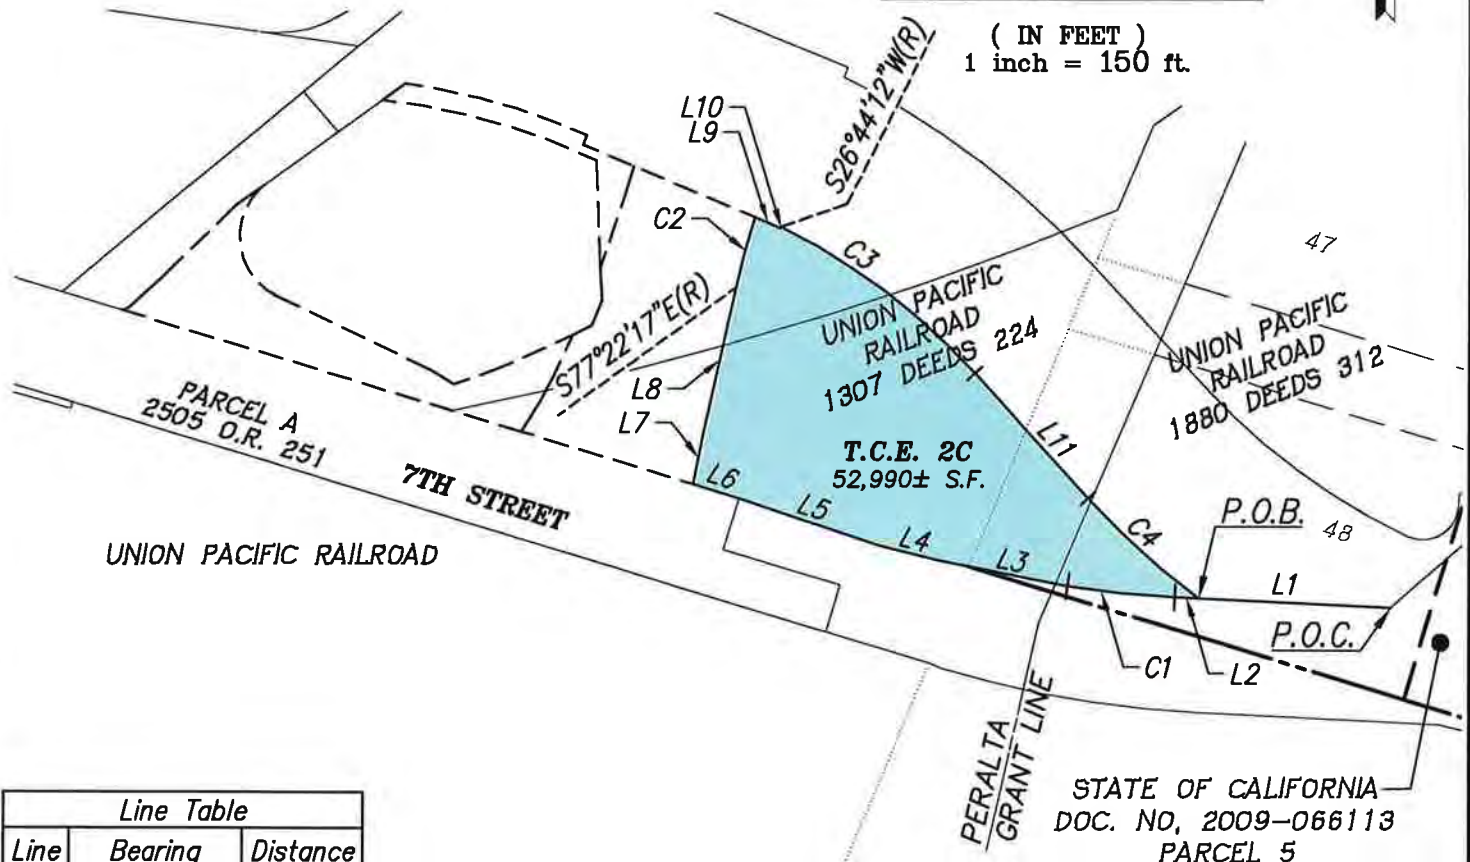 ( IN FEET )
1 inch = 150 ft.
L10
L9
S26°44'12"W(R)
C2
C3
47
S77°22'17"E(R)
UNION PACIFIC
RAILROAD
1307 DEEDS 224
UNION PACIFIC
RAILROAD
1880 DEEDS 312
L8
L7
PARCEL A
2505 O.R. 251
L11
T.C.E. 2C
52,990± S.F.
L6
7TH STREET
L5
C4
P.O.B.
48
UNION PACIFIC RAILROAD
L4
L3
L1
P.O.C.
C1
L2
PERALTA
GRANT LINE
STATE OF CALIFORNIA
DOC. NO, 2009-066113
PARCEL 5
Line Table
Line Bearing Distance